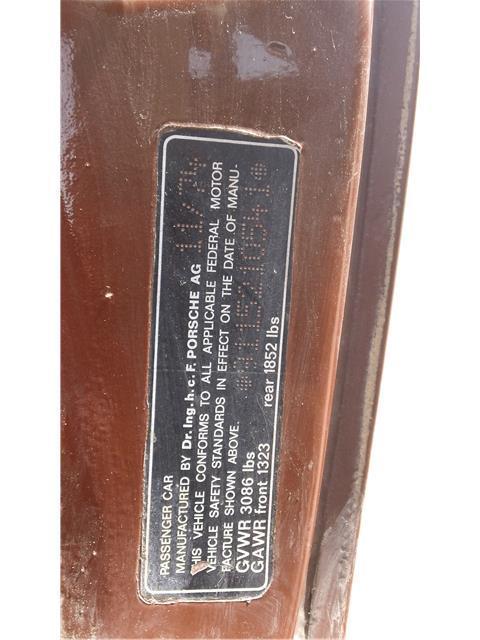 PASSENGER CAR
MANUFACTURED BY Dr. Ing. h. c. F. PORSCHE AG 11/74
THIS VEHICLE CONFORMS TO ALL APPLICABLE FEDERAL MOTOR
VEHICLE SAFETY STANDARDS IN EFFECT ON THE DATE OF MANU-
FACTURE SHOWN ABOVE. *9115210541*
GVWR 3086 lbs
GAWR front 1323 rear 1852 lbs